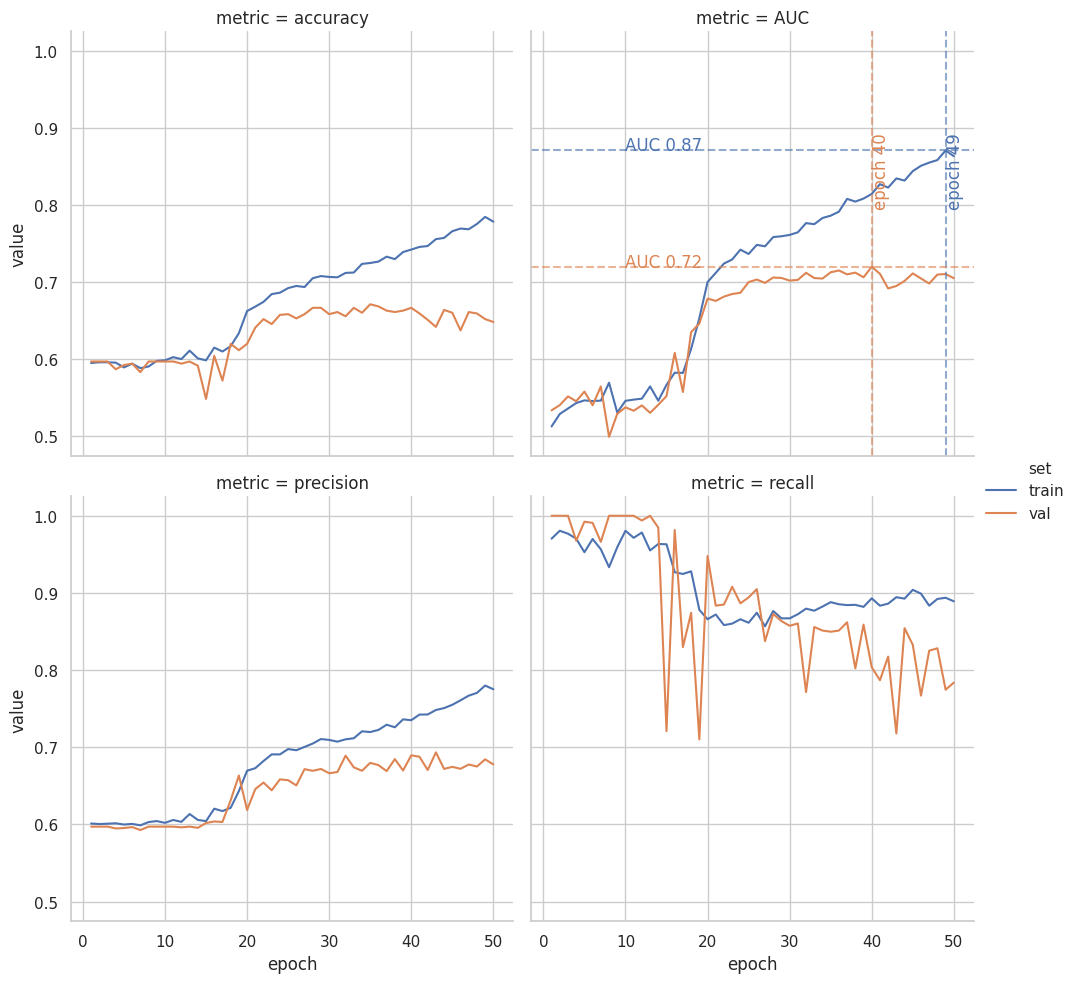 metric = accuracy
metric = AUC
value
1.0
0.9
0.8
0.7
0.6
0.5
AUC 0.87
AUC 0.72
epoch 40
epoch 49
set
train
val
metric = precision
metric = recall
value
1.0
0.9
0.8
0.7
0.6
0.5
0 10 20 30 40 50
0 10 20 30 40 50
epoch
epoch